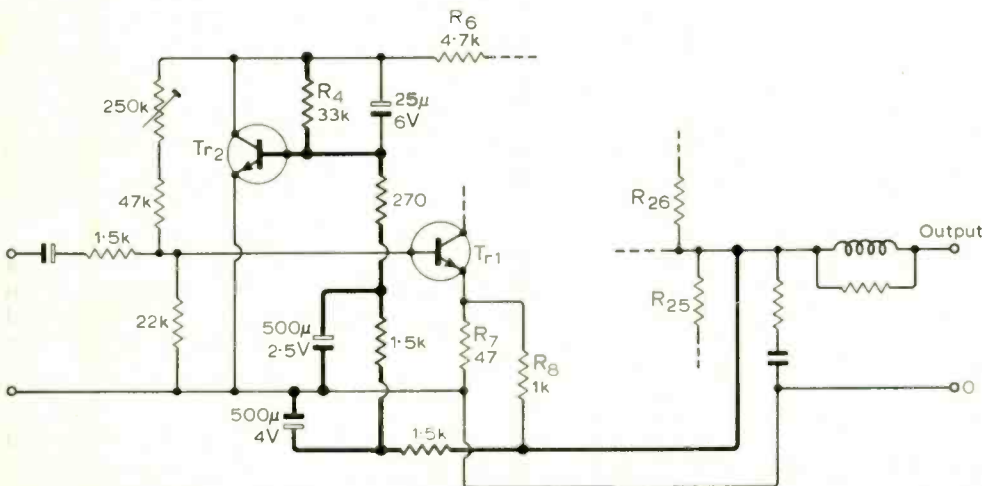 R6
4·7k
250k
R4
33k
25μ
6V
Tr2
47k
270
R26
Output
1·5k
Tr1
R25
22k
500μ
2·5V
1·5k
R7
47
R8
1k
O
500μ
4V
1·5k